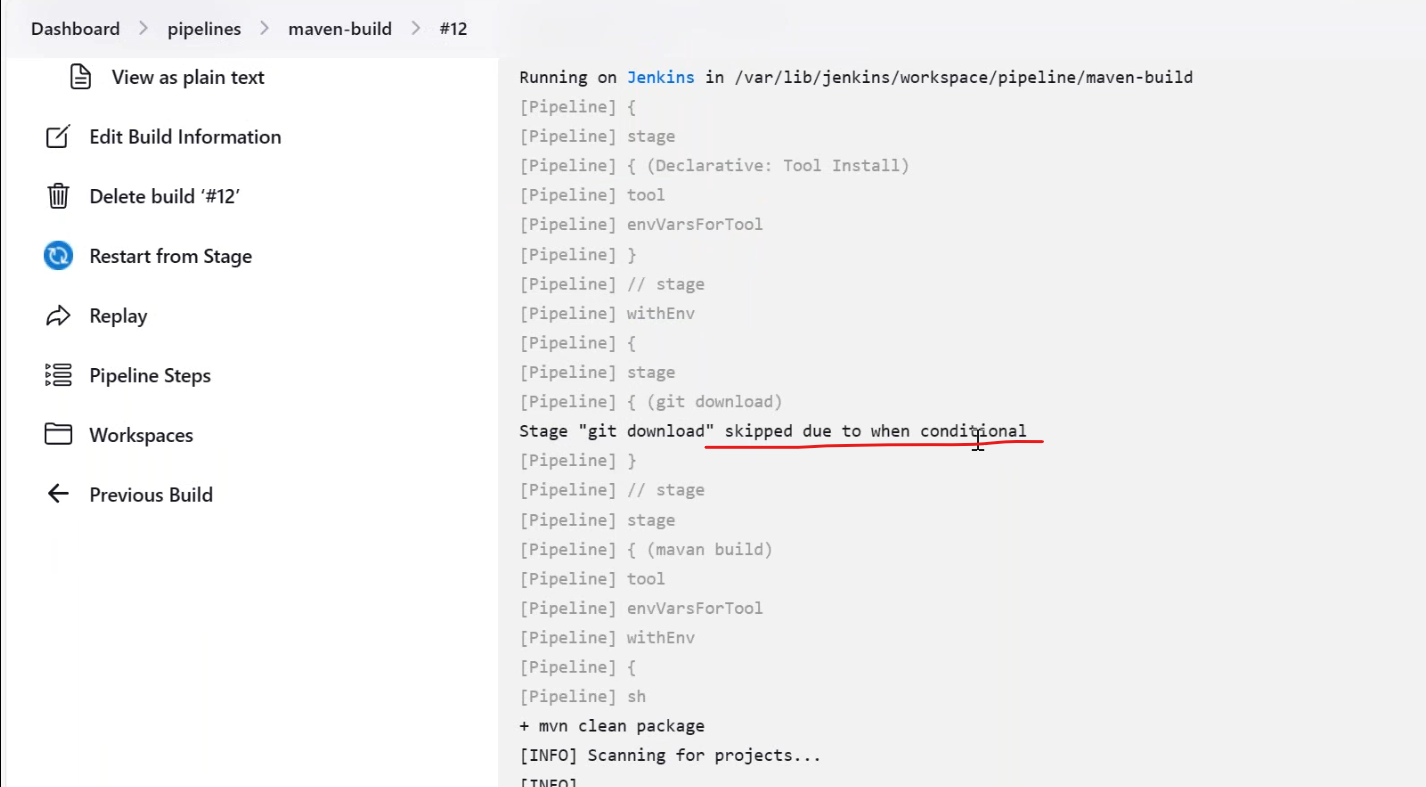 Dashboard > pipelines > maven-build > #12
View as plain text
Edit Build Information
Delete build ‘#12’
Restart from Stage
Replay
Pipeline Steps
Workspaces
Previous Build
Running on Jenkins in /var/lib/jenkins/workspace/pipeline/maven-build
[Pipeline] {
[Pipeline] stage
[Pipeline] { (Declarative: Tool Install)
[Pipeline] tool
[Pipeline] envVarsForTool
[Pipeline] }
[Pipeline] // stage
[Pipeline] withEnv
[Pipeline] {
[Pipeline] stage
[Pipeline] { (git download)
Stage "git download" skipped due to when conditional
[Pipeline] }
[Pipeline] // stage
[Pipeline] stage
[Pipeline] { (mavan build)
[Pipeline] tool
[Pipeline] envVarsForTool
[Pipeline] withEnv
[Pipeline] {
[Pipeline] sh
+ mvn clean package
[INFO] Scanning for projects...
[INFO]